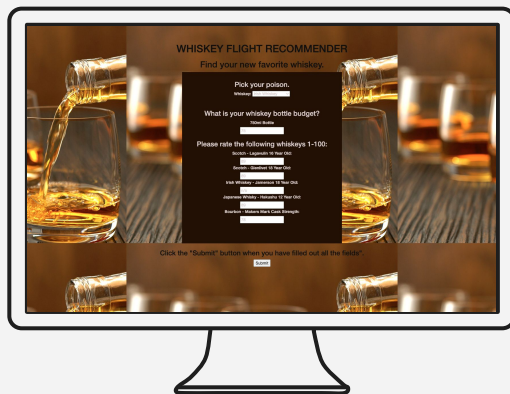 WHISKEY FLIGHT RECOMMENDER
Find your new favorite whiskey.
Pick your poison.
Whiskey:
What is your whiskey bottle budget?
750ml Bottle
Please rate the following whiskeys 1-100:
Scotch - Lagavulin 16 Year Old:
Scotch - Glenlivet 18 Year Old:
Irish Whiskey - Jameson 18 Year Old:
Japanese Whisky - Hakushu 12 Year Old:
Bourbon - Makers Mark Cask Strength:
Click the "Submit" button when you have filled out all the fields".
Submit